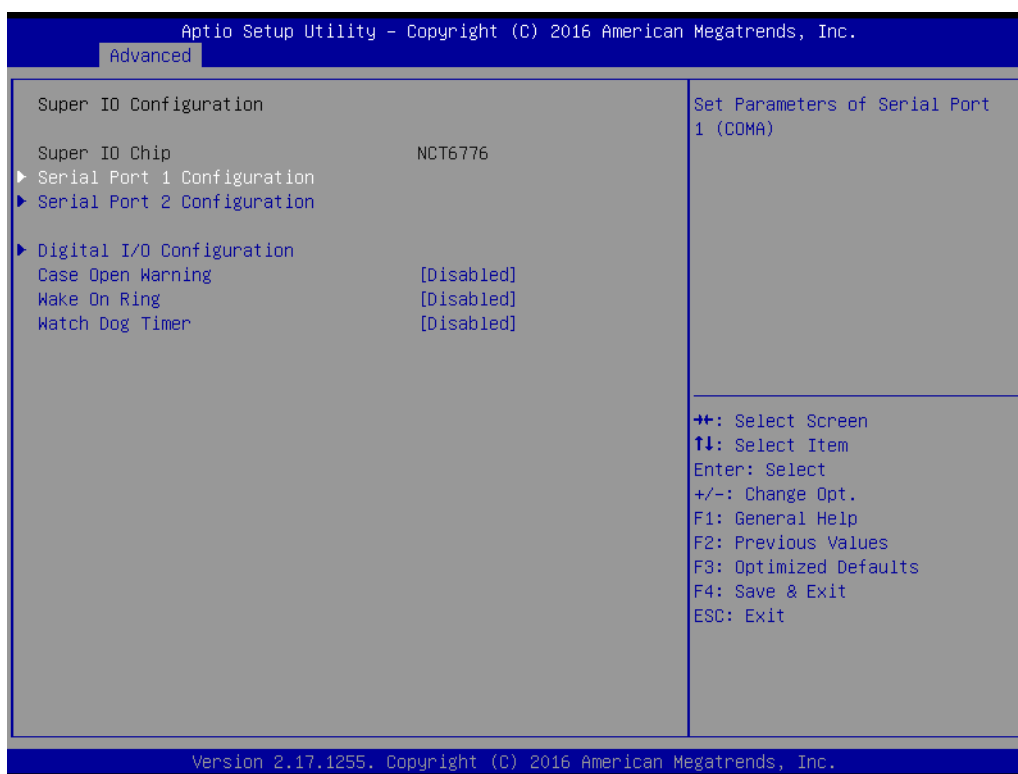 Aptio Setup Utility – Copyright (C) 2016 American Megatrends, Inc.
Advanced
Super IO Configuration
Super IO Chip NCT6776
▶ Serial Port 1 Configuration
▶ Serial Port 2 Configuration
▶ Digital I/O Configuration
Case Open Warning [Disabled]
Wake On Ring [Disabled]
Watch Dog Timer [Disabled]
Set Parameters of Serial Port
1 (COMA)
→←: Select Screen
↑↓: Select Item
Enter: Select
+/-: Change Opt.
F1: General Help
F2: Previous Values
F3: Optimized Defaults
F4: Save & Exit
ESC: Exit
Version 2.17.1255. Copyright (C) 2016 American Megatrends, Inc.